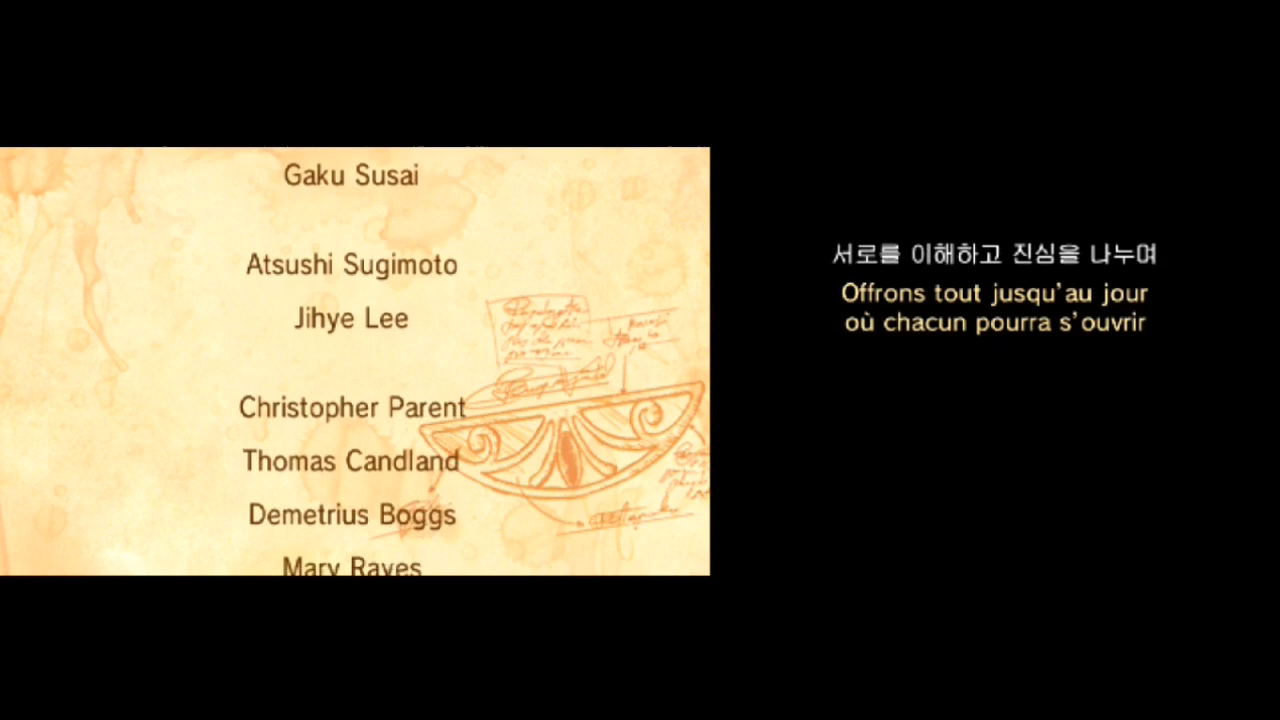 Gaku Susai
Atsushi Sugimoto
Jihye Lee
Christopher Parent
Thomas Candland
Demetrius Boggs
Mary Raves
서로를 이해하고 진심을 나누며
Offrons tout jusqu'au jour
où chacun pourra s'ouvrir